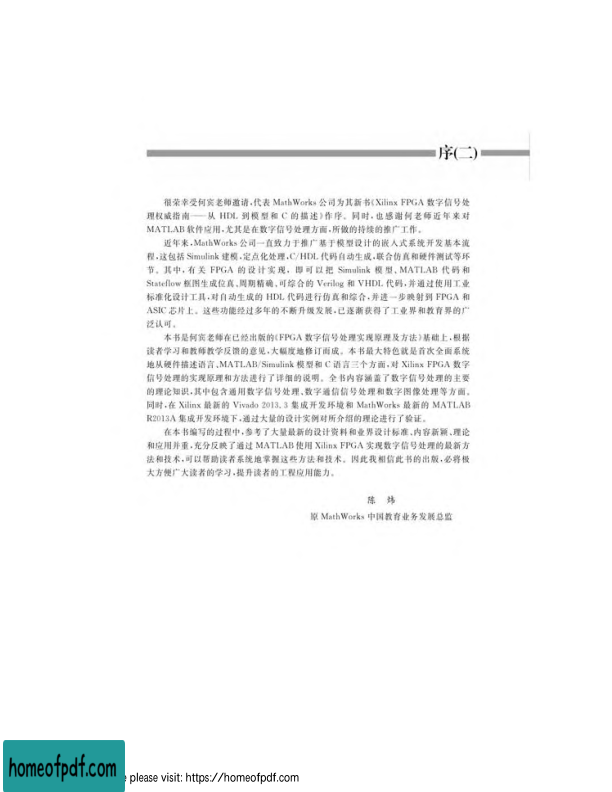 序(二)
很荣幸受何宾老师邀请,代表 MathWorks 公司为其新书《Xilinx FPGA 数字信号处
理权威指南——从 HDL 到模型和 C 的描述》作序。同时,也感谢何老师近年来对
MATLAB 软件应用,尤其是在数字信号处理方面,所做的持续的推广工作。
近年来,MathWorks 公司一直致力于推广基于模型设计的嵌入式系统开发基本流
程,这包括 Simulink 建模,定点化处理,C/HDL 代码自动生成,联合仿真和硬件测试等环
节。其中,有关 FPGA 的设计实现,即可以把 Simulink 模型、MATLAB 代码和
Stateflow 框图生成位真、周期精确、可综合的 Verilog 和 VHDL 代码,并通过使用工业
标准化设计工具,对自动生成的 HDL 代码进行仿真和综合,并进一步映射到 FPGA 和
ASIC 芯片上。这些功能经过多年的不断升级发展,已逐渐获得了工业界和教育界的广
泛认可。
本书是何宾老师在已经出版的《FPGA 数字信号处理实现原理及方法》基础上,根据
读者学习和教师教学反馈的意见,大幅度地修订而成。本书最大特色就是首次全面系统
地从硬件描述语言、MATLAB/Simulink 模型和 C 语言三个方面,对 Xilinx FPGA 数字
信号处理的实现原理和方法进行了详细的说明。全书内容涵盖了数字信号处理的主要
的理论知识,其中包含通用数字信号处理、数字通信信号处理和数字图像处理等方面。
同时,在 Xilinx 最新的 Vivado 2013.3 集成开发环境和 MathWorks 最新的 MATLAB
R2013A 集成开发环境下,通过大量的设计实例对所介绍的理论进行了验证。
在本书编写的过程中,参考了大量最新的设计资料和业界设计标准。内容新颖、理论
和应用并重,充分反映了通过 MATLAB 使用 Xilinx FPGA 实现数字信号处理的最新方
法和技术,可以帮助读者系统地掌握这些方法和技术。因此我相信此书的出版,必将极
大方便广大读者的学习,提升读者的工程应用能力。
陈 炜
原 MathWorks 中国教育业务发展总监
homeofpdf.com
please visit: https://homeofpdf.com